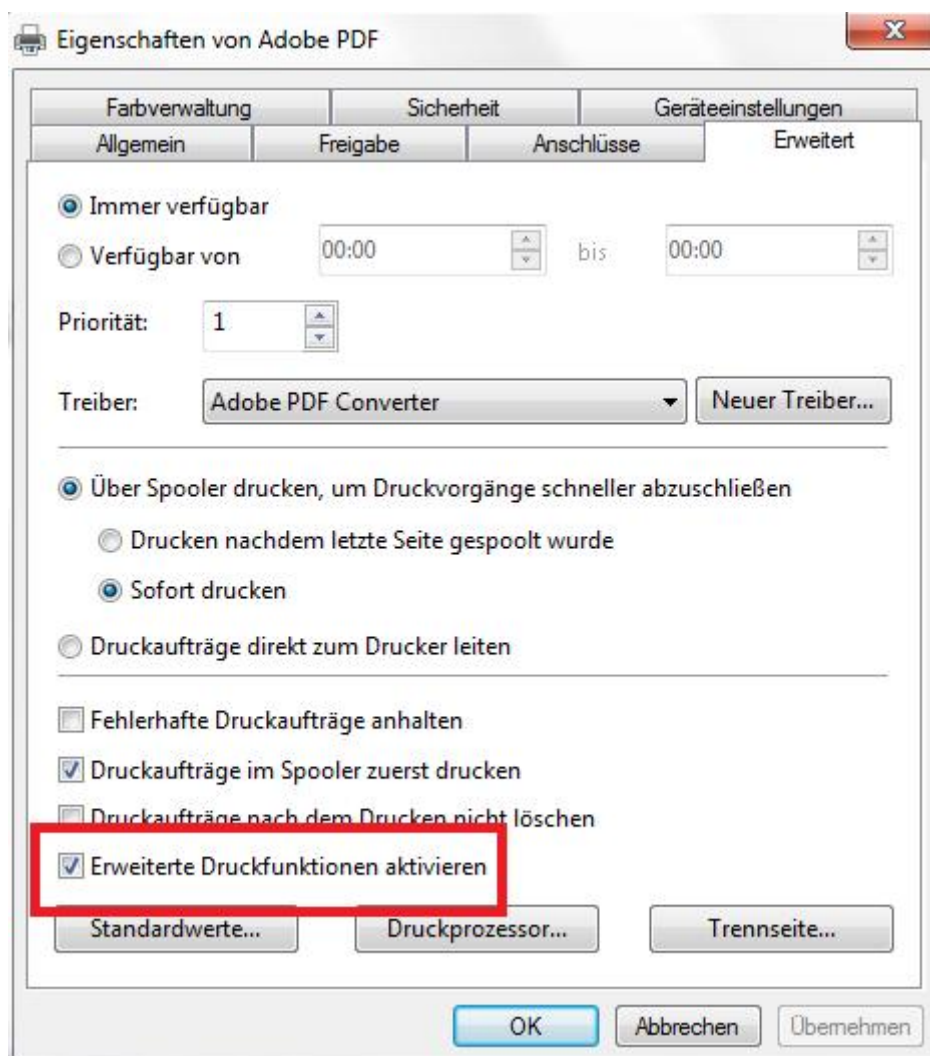 Eigenschaften von Adobe PDF
Farbverwaltung Sicherheit Geräteeinstellungen
Allgemein Freigabe Anschlüsse Erweitert
Immer verfügbar
Verfügbar von 00:00 bis 00:00
Priorität: 1
Treiber: Adobe PDF Converter Neuer Treiber...
Über Spooler drucken, um Druckvorgänge schneller abzuschließen
Drucken nachdem letzte Seite gespoolt wurde
Sofort drucken
Druckaufträge direkt zum Drucker leiten
Fehlerhafte Druckaufträge anhalten
Druckaufträge im Spooler zuerst drucken
Druckaufträge nach dem Drucken nicht löschen
Erweiterte Druckfunktionen aktivieren
Standardwerte... Druckprozessor... Trennseite...
OK Abbrechen Übernehmen